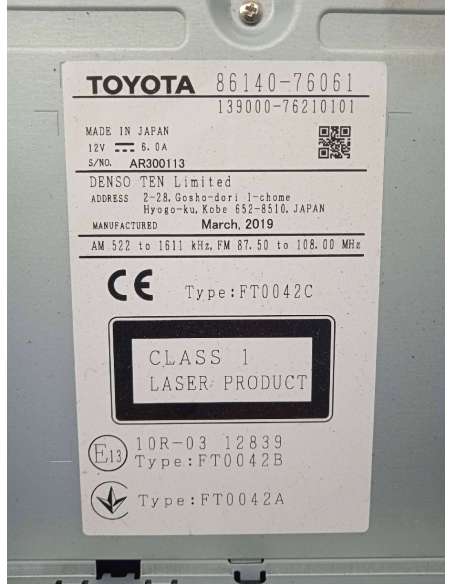 TOYOTA 86140-76061
139000-76210101
MADE IN JAPAN
12V 6.0A
S/NO. AR300113
DENSO TEN Limited
ADDRESS 2-28, Gosho-dori 1-chome
Hyogo-ku, Kobe 652-8510, JAPAN
MANUFACTURED March, 2019
AM 522 to 1611 kHz, FM 87.50 to 108.00 MHz
CE Type:FT0042C
CLASS 1
LASER PRODUCT
E13 10R-03 12839
Type:FT0042B
Type:FT0042A